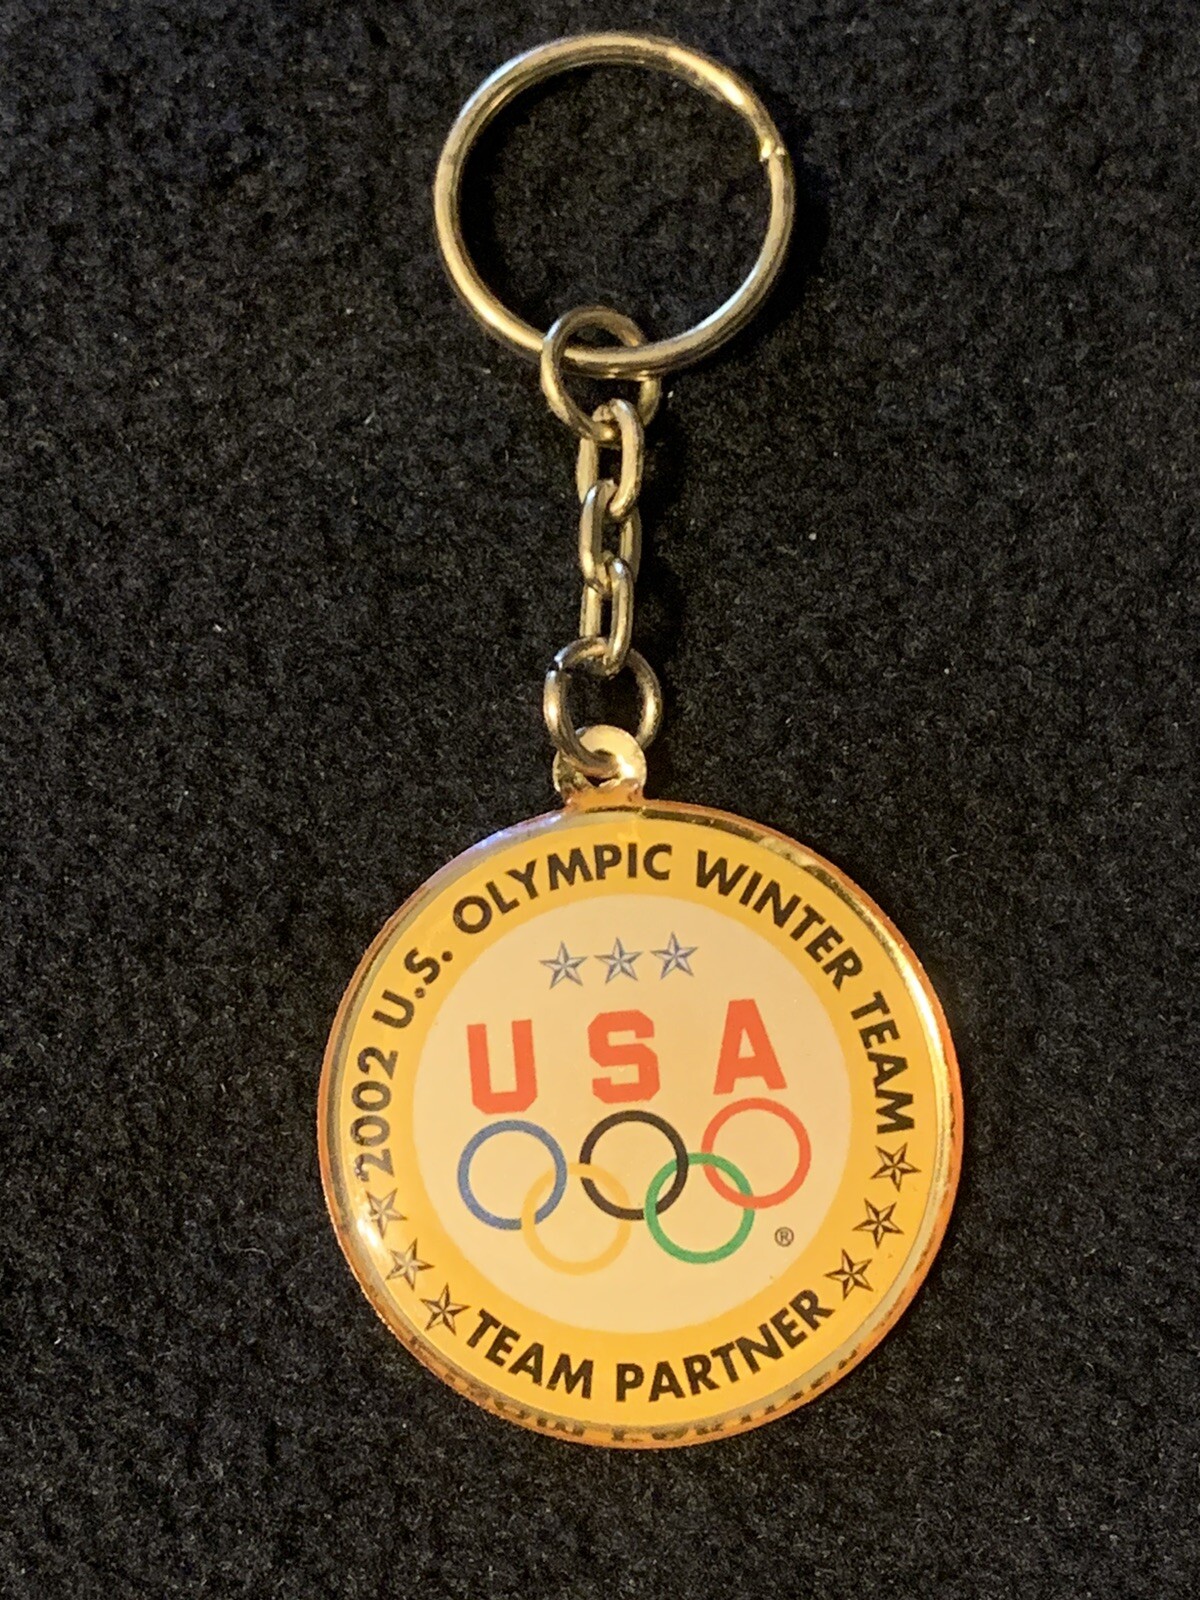 2002 U.S. OLYMPIC WINTER TEAM
USA
®
TEAM PARTNER